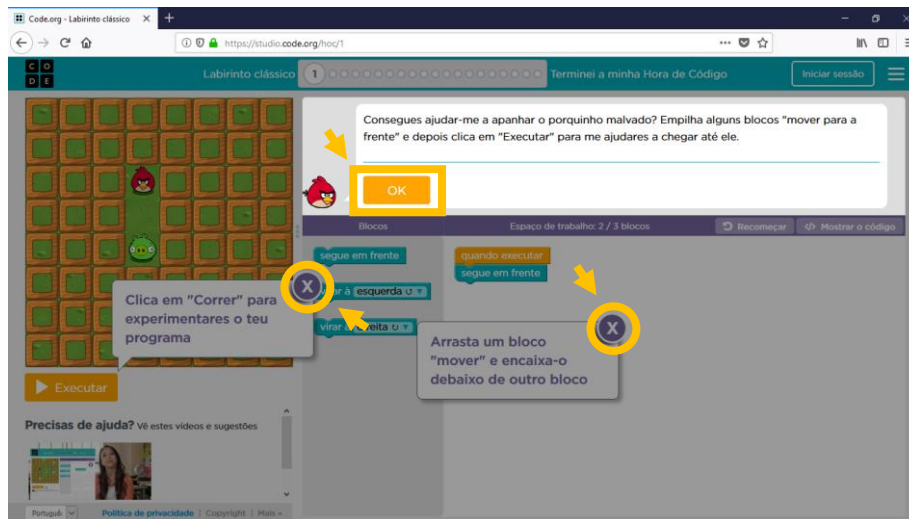 Code.org - Labirinto clássico
https://studio.code.org/hoc/1
C O
D E
Labirinto clássico
1
Terminei a minha Hora de Código
Iniciar sessão
Consegues ajudar-me a apanhar o porquinho malvado? Empilha alguns blocos "mover para a
frente" e depois clica em "Executar" para me ajudares a chegar até ele.
OK
Blocos
Espaço de trabalho: 2 / 3 blocos
Recomeçar
Mostrar o código
segue em frente
esquerda
virar
quando executar
segue em frente
Clica em "Correr" para
experimentares o teu
programa
X
Arrasta um bloco
"mover" e encaixa-o
debaixo de outro bloco
X
Executar
Precisas de ajuda? Vê estes vídeos e sugestões
Política de privacidade | Copyright | Mais